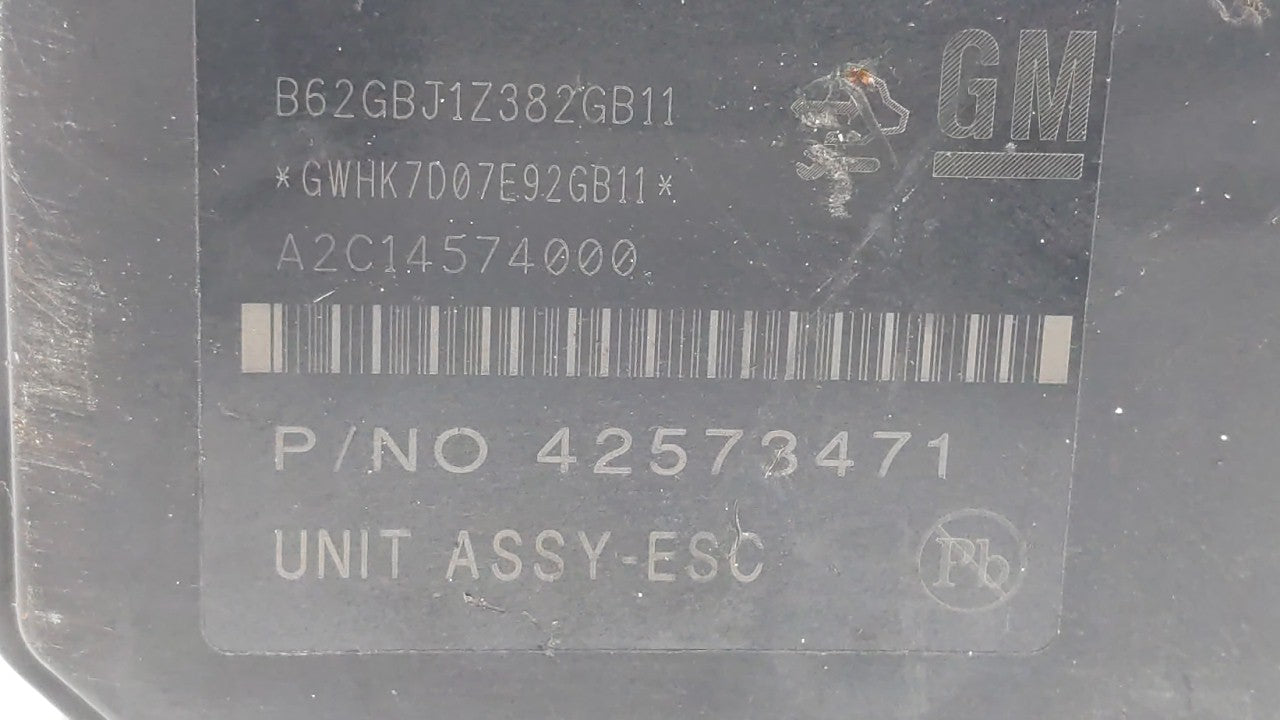 B62GBJ1Z382GB11
GM
*GWHK7D07E92GB11*
A2C14574000
P/NO 42573471
UNIT ASSY-ESC
Pb